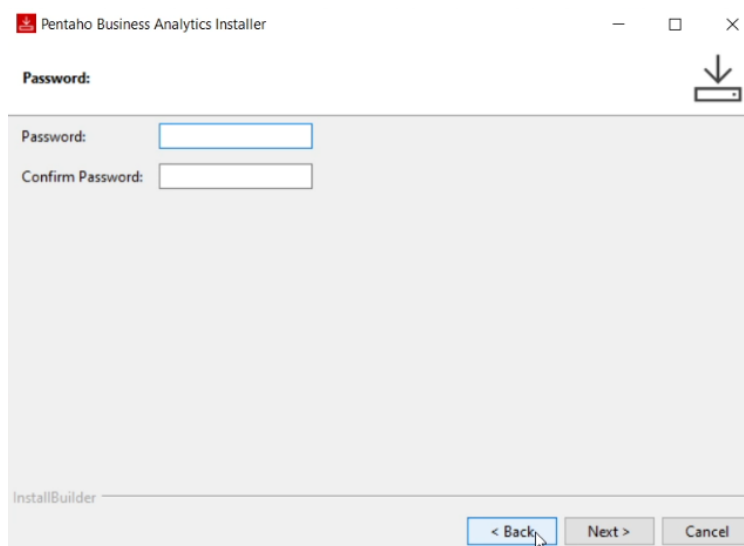 Pentaho Business Analytics Installer
Password:
Password:
Confirm Password:
InstallBuilder
< Back
Next >
Cancel